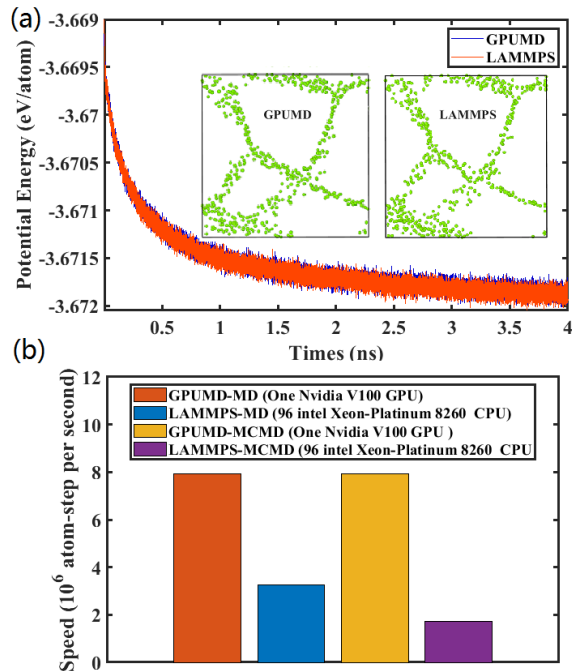 (a)
-3.669
-3.6695
-3.67
-3.6705
-3.671
-3.6715
-3.672
Potential Energy (eV/atom)
GPUMD
LAMMPS
GPUMD
LAMMPS
0.5 1 1.5 2 2.5 3 3.5 4
Times (ns)
(b)
12
10
8
6
4
2
0
Speed (10⁶ atom-step per second)
GPUMD-MD (One Nvidia V100 GPU)
LAMMPS-MD (96 intel Xeon-Platinum 8260 CPU)
GPUMD-MCMD (One Nvidia V100 GPU )
LAMMPS-MCMD (96 intel Xeon-Platinum 8260 CPU